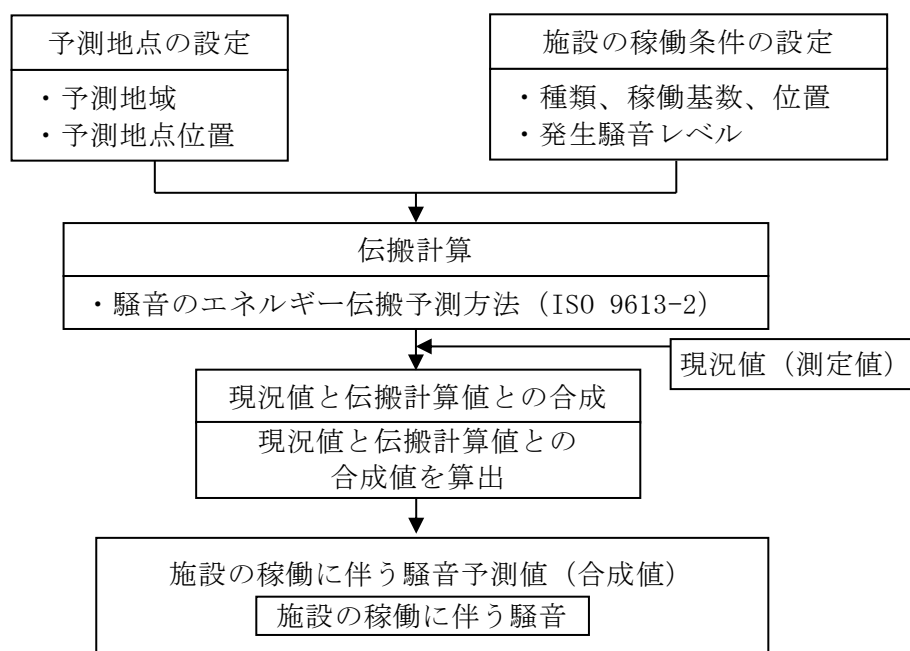 予測地点の設定
・予測地域
・予測地点位置
施設の稼働条件の設定
・種類、稼働基数、位置
・発生騒音レベル
伝搬計算
・騒音のエネルギー伝搬予測方法（ISO 9613-2）
現況値（測定値）
現況値と伝搬計算値との合成
現況値と伝搬計算値との
合成値を算出
施設の稼働に伴う騒音予測値（合成値）
施設の稼働に伴う騒音